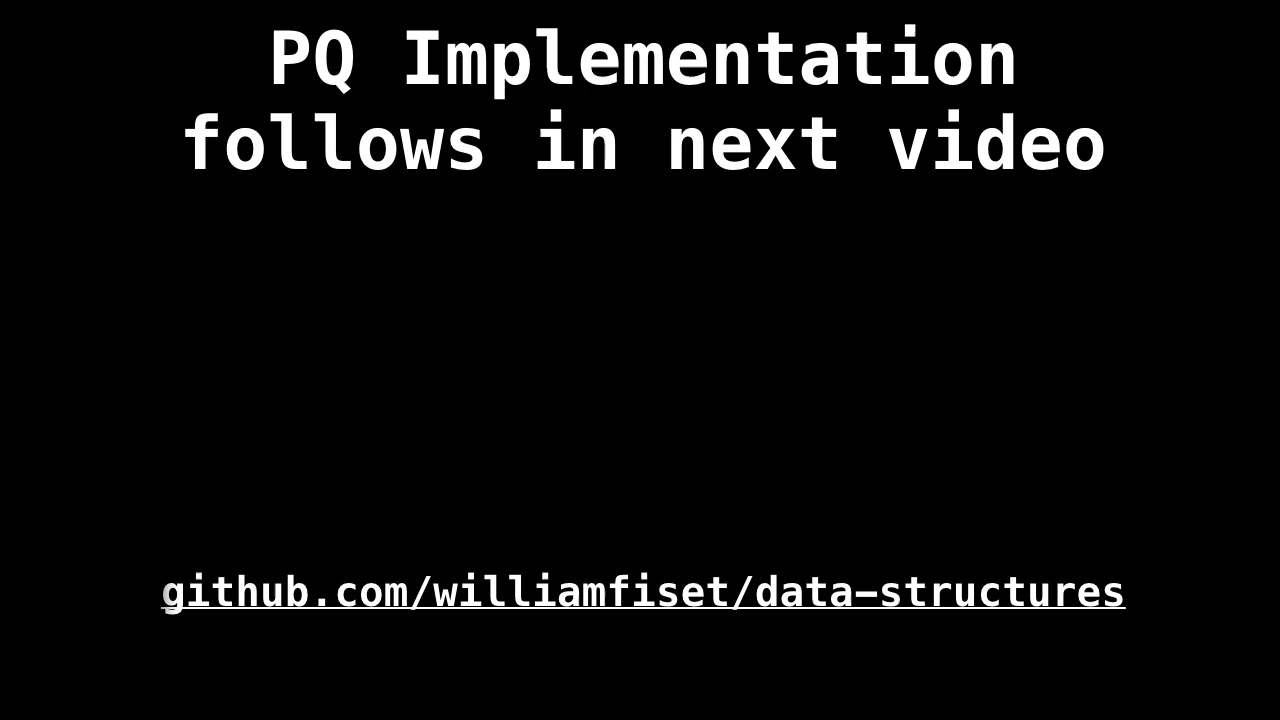 PQ Implementation
follows in next video
github.com/williamfiset/data-structures